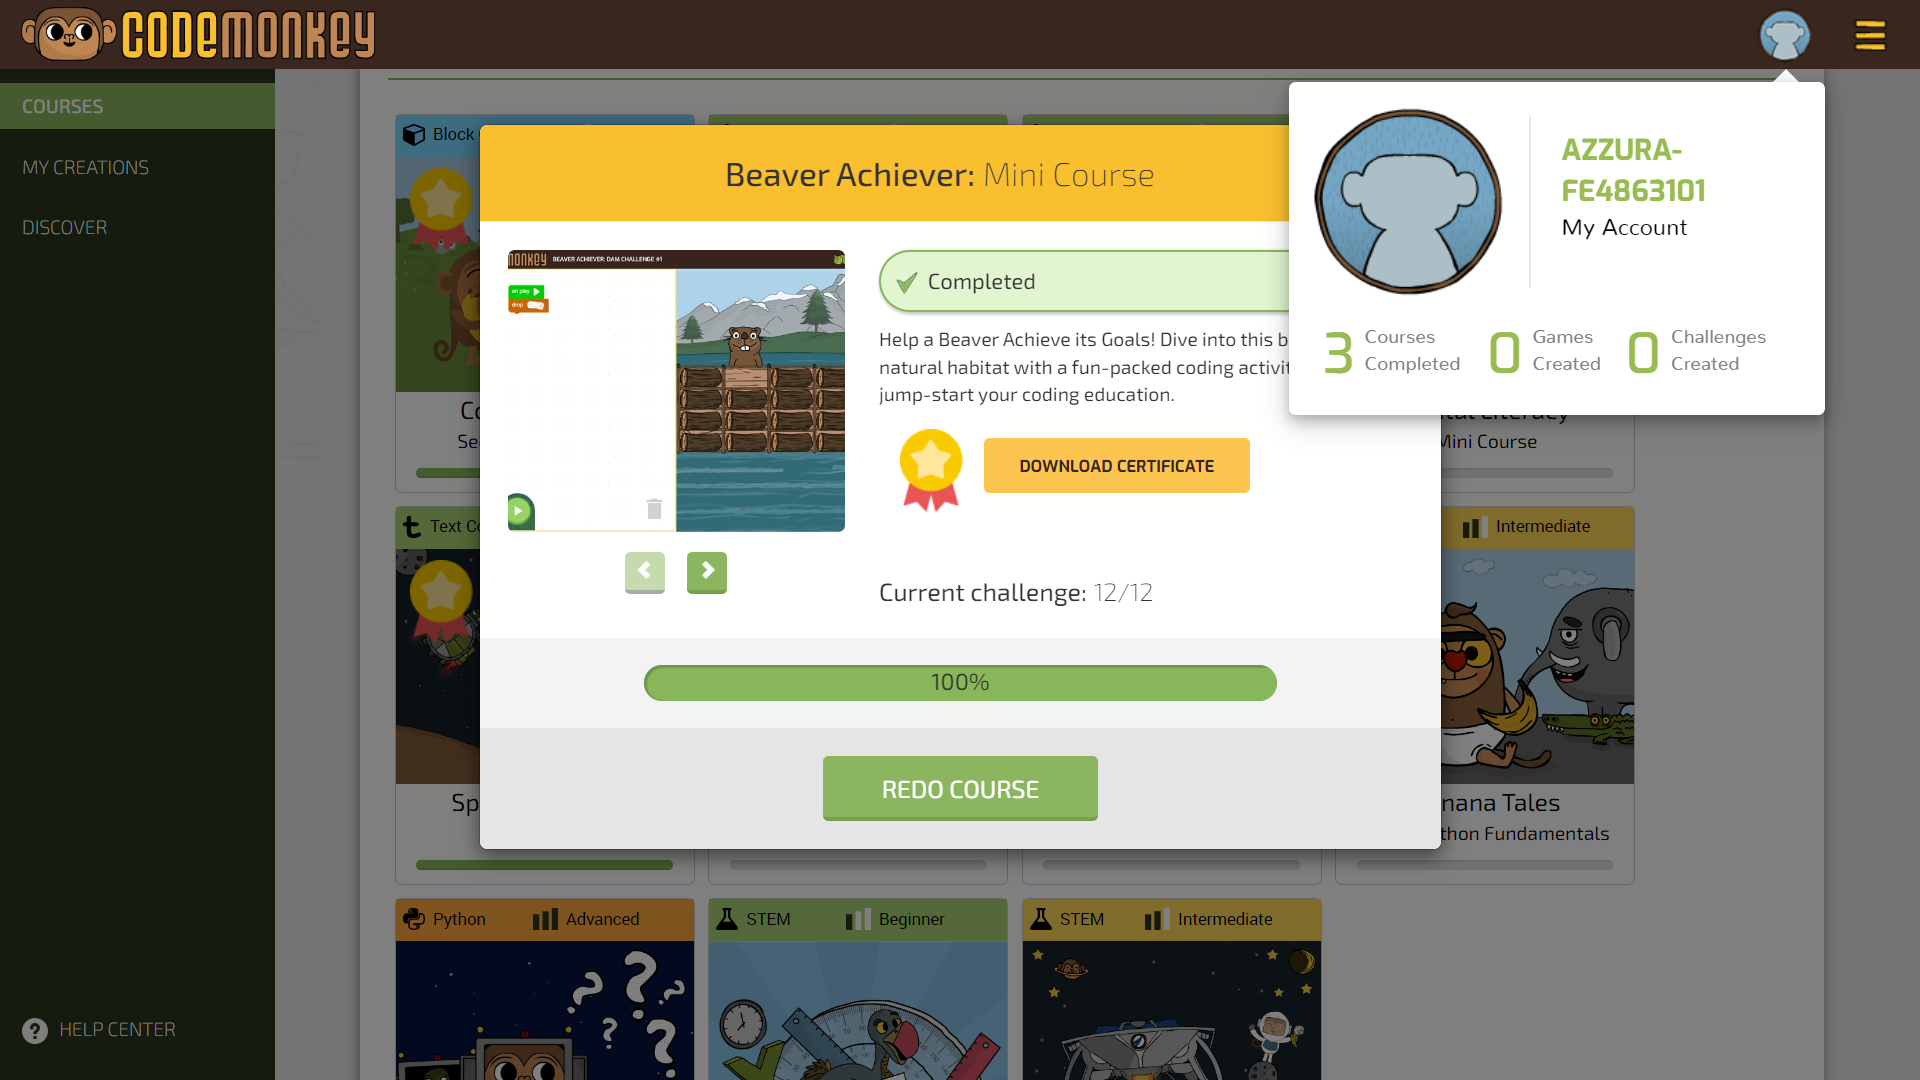 CODEMONKEY
COURSES
MY CREATIONS
DISCOVER
HELP CENTER
AZZURA-
FE4863101
My Account
3 Courses Completed
0 Games Created
0 Challenges Created
Block
Beaver Achiever: Mini Course
BEAVER ACHIEVER: DAM CHALLENGE #1
on play
drop
Completed
Help a Beaver Achieve its Goals! Dive into this b
natural habitat with a fun-packed coding activit
jump-start your coding education.
DOWNLOAD CERTIFICATE
Current challenge: 12/12
100%
REDO COURSE
Mini Course
Text Co
Intermediate
Sp
nana Tales
thon Fundamentals
Python Advanced
STEM Beginner
STEM Intermediate